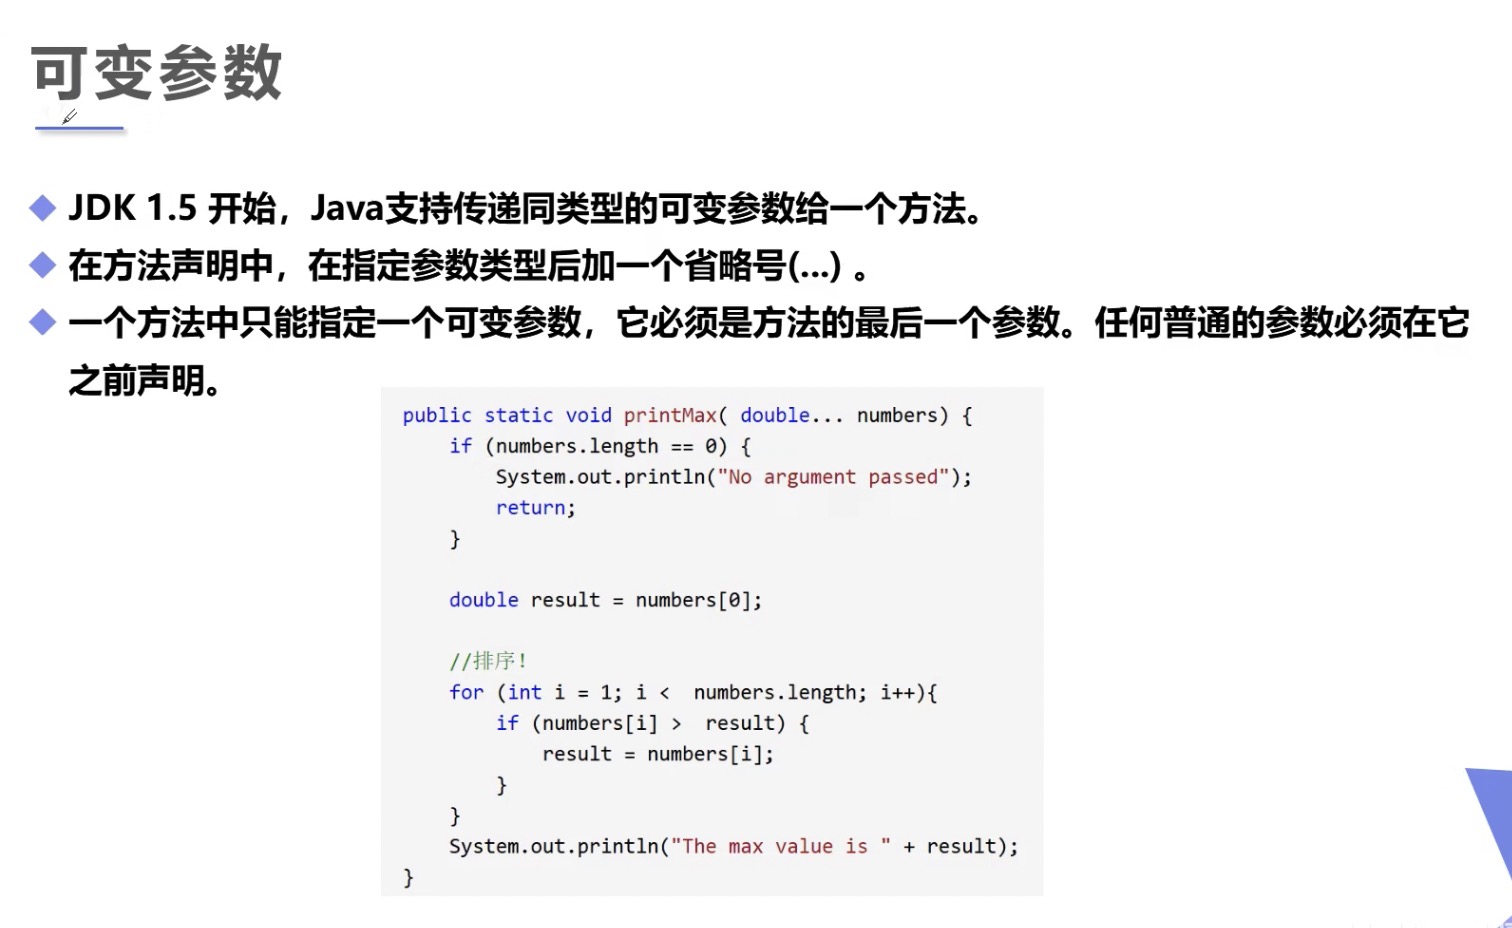 可变参数
JDK 1.5 开始，Java支持传递同类型的可变参数给一个方法。
在方法声明中，在指定参数类型后加一个省略号(...) 。
一个方法中只能指定一个可变参数，它必须是方法的最后一个参数。任何普通的参数必须在它
之前声明。
public static void printMax( double... numbers) {
    if (numbers.length == 0) {
        System.out.println("No argument passed");
        return;
    }
    double result = numbers[0];
    //排序！
    for (int i = 1; i <  numbers.length; i++){
        if (numbers[i] >  result) {
            result = numbers[i];
        }
    }
    System.out.println("The max value is " + result);
}